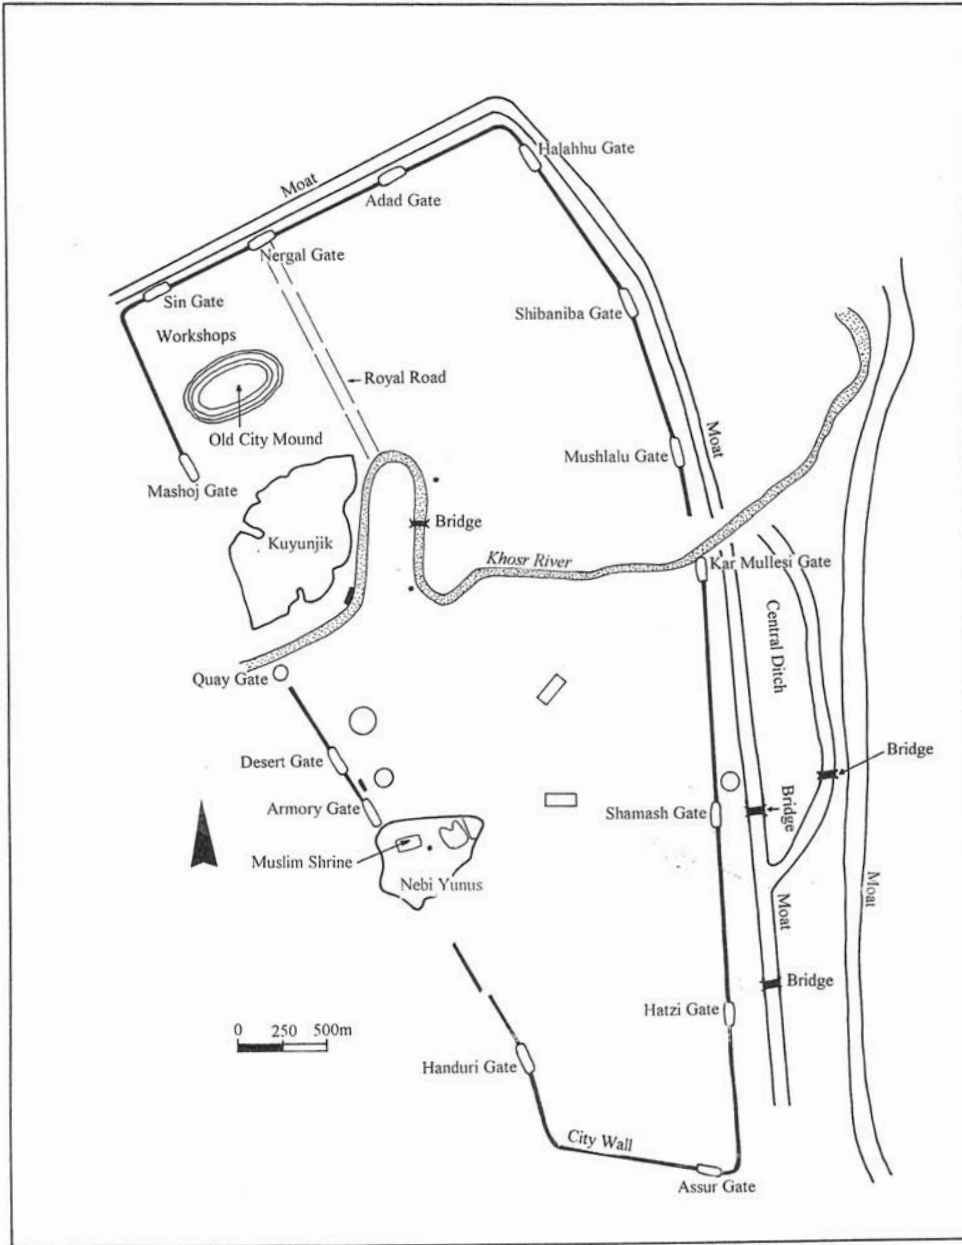 Halahhu Gate
Moat
Adad Gate
Nergal Gate
Sin Gate
Shibaniba Gate
Workshops
Royal Road
Old City Mound
Moat
Mushlalu Gate
Mashoj Gate
Bridge
Kuyunjik
Khosr River
Kar Mullesi Gate
Central Ditch
Quay Gate
Bridge
Desert Gate
Bridge
Armory Gate
Shamash Gate
Muslim Shrine
Nebi Yunus
Moat
Moat
Bridge
Hatzi Gate
0 250 500m
Handuri Gate
City Wall
Assur Gate